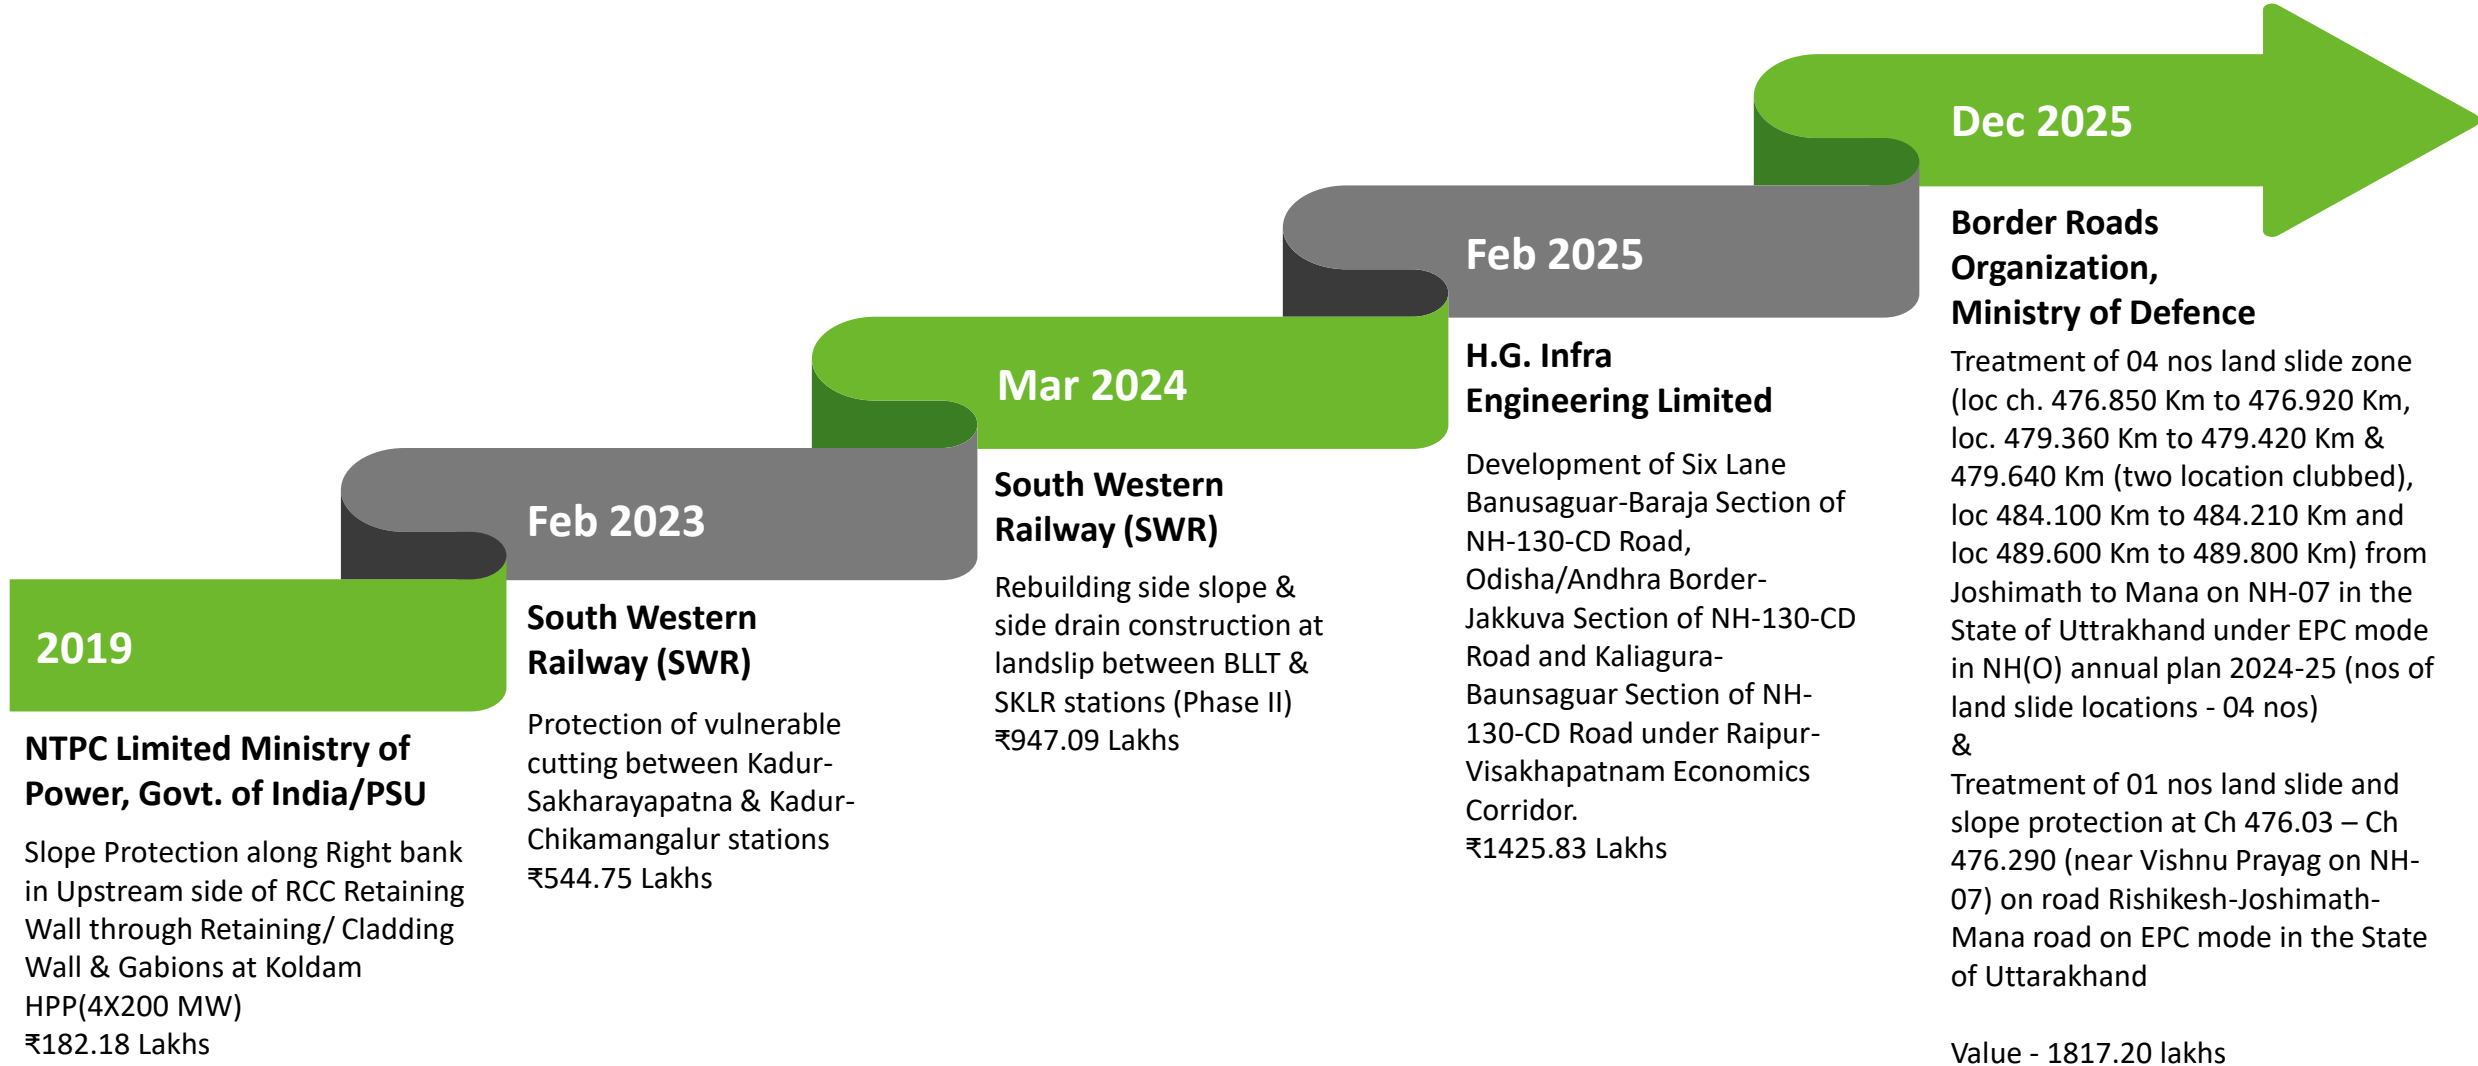 2019
NTPC Limited Ministry of
Power, Govt. of India/PSU
Slope Protection along Right bank
in Upstream side of RCC Retaining
Wall through Retaining/ Cladding
Wall & Gabions at Koldam
HPP(4X200 MW)
₹182.18 Lakhs
Feb 2023
South Western
Railway (SWR)
Protection of vulnerable
cutting between Kadur-
Sakharayapatna & Kadur-
Chikamangalur stations
₹544.75 Lakhs
Mar 2024
South Western
Railway (SWR)
Rebuilding side slope &
side drain construction at
landslip between BLLT &
SKLR stations (Phase II)
₹947.09 Lakhs
Feb 2025
H.G. Infra
Engineering Limited
Development of Six Lane
Banusaguar-Baraja Section of
NH-130-CD Road,
Odisha/Andhra Border-
Jakkuva Section of NH-130-CD
Road and Kaliagura-
Baunsaguar Section of NH-
130-CD Road under Raipur-
Visakhapatnam Economics
Corridor.
₹1425.83 Lakhs
Dec 2025
Border Roads
Organization,
Ministry of Defence
Treatment of 04 nos land slide zone
(loc ch. 476.850 Km to 476.920 Km,
loc. 479.360 Km to 479.420 Km &
479.640 Km (two location clubbed),
loc 484.100 Km to 484.210 Km and
loc 489.600 Km to 489.800 Km) from
Joshimath to Mana on NH-07 in the
State of Uttrakhand under EPC mode
in NH(O) annual plan 2024-25 (nos of
land slide locations - 04 nos)
&
Treatment of 01 nos land slide and
slope protection at Ch 476.03 – Ch
476.290 (near Vishnu Prayag on NH-
07) on road Rishikesh-Joshimath-
Mana road on EPC mode in the State
of Uttarakhand
Value - 1817.20 lakhs